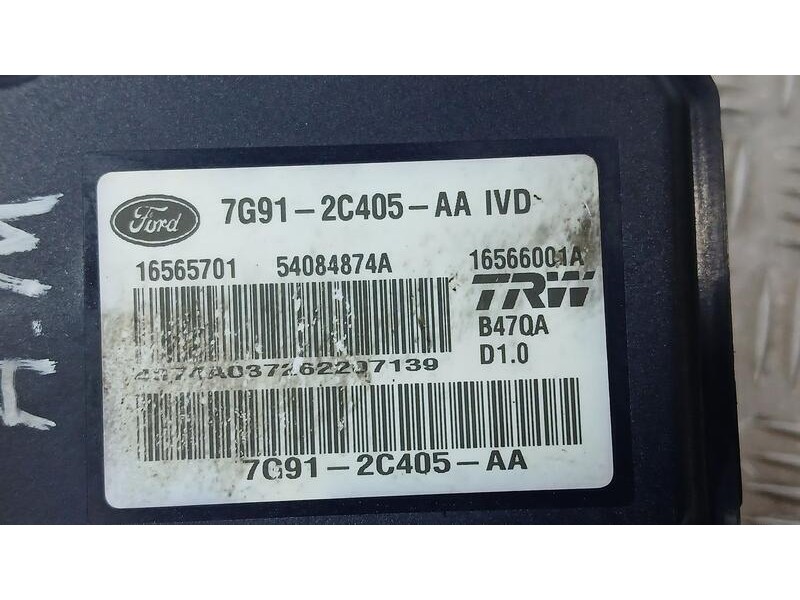 Ford
7G91-2C405-AA IVD
16565701 54084874A 16566001A
TRW
B47QA
D1.0
7G91-2C405-AA